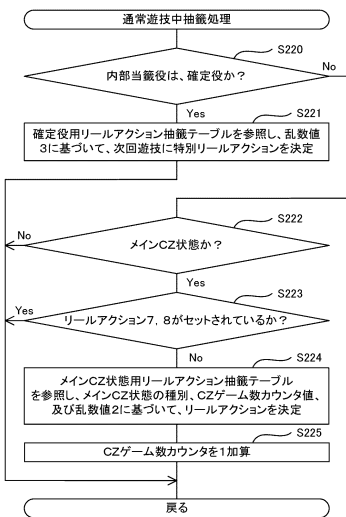 通常遊技中抽籤処理
S220
内部当籤役は、確定役か?
No
Yes
S221
確定役用リールアクション抽籤テーブルを参照し、乱数値
3に基づいて、次回遊技に特別リールアクションを決定
S222
No
メインCZ状態か?
Yes
S223
Yes
リールアクション7, 8がセットされているか?
No
S224
メインCZ状態用リールアクション抽籤テーブル
を参照し、メインCZ状態の種別、CZゲーム数カウンタ値、
及び乱数値2に基づいて、リールアクションを決定
S225
CZゲーム数カウンタを1加算
戻る